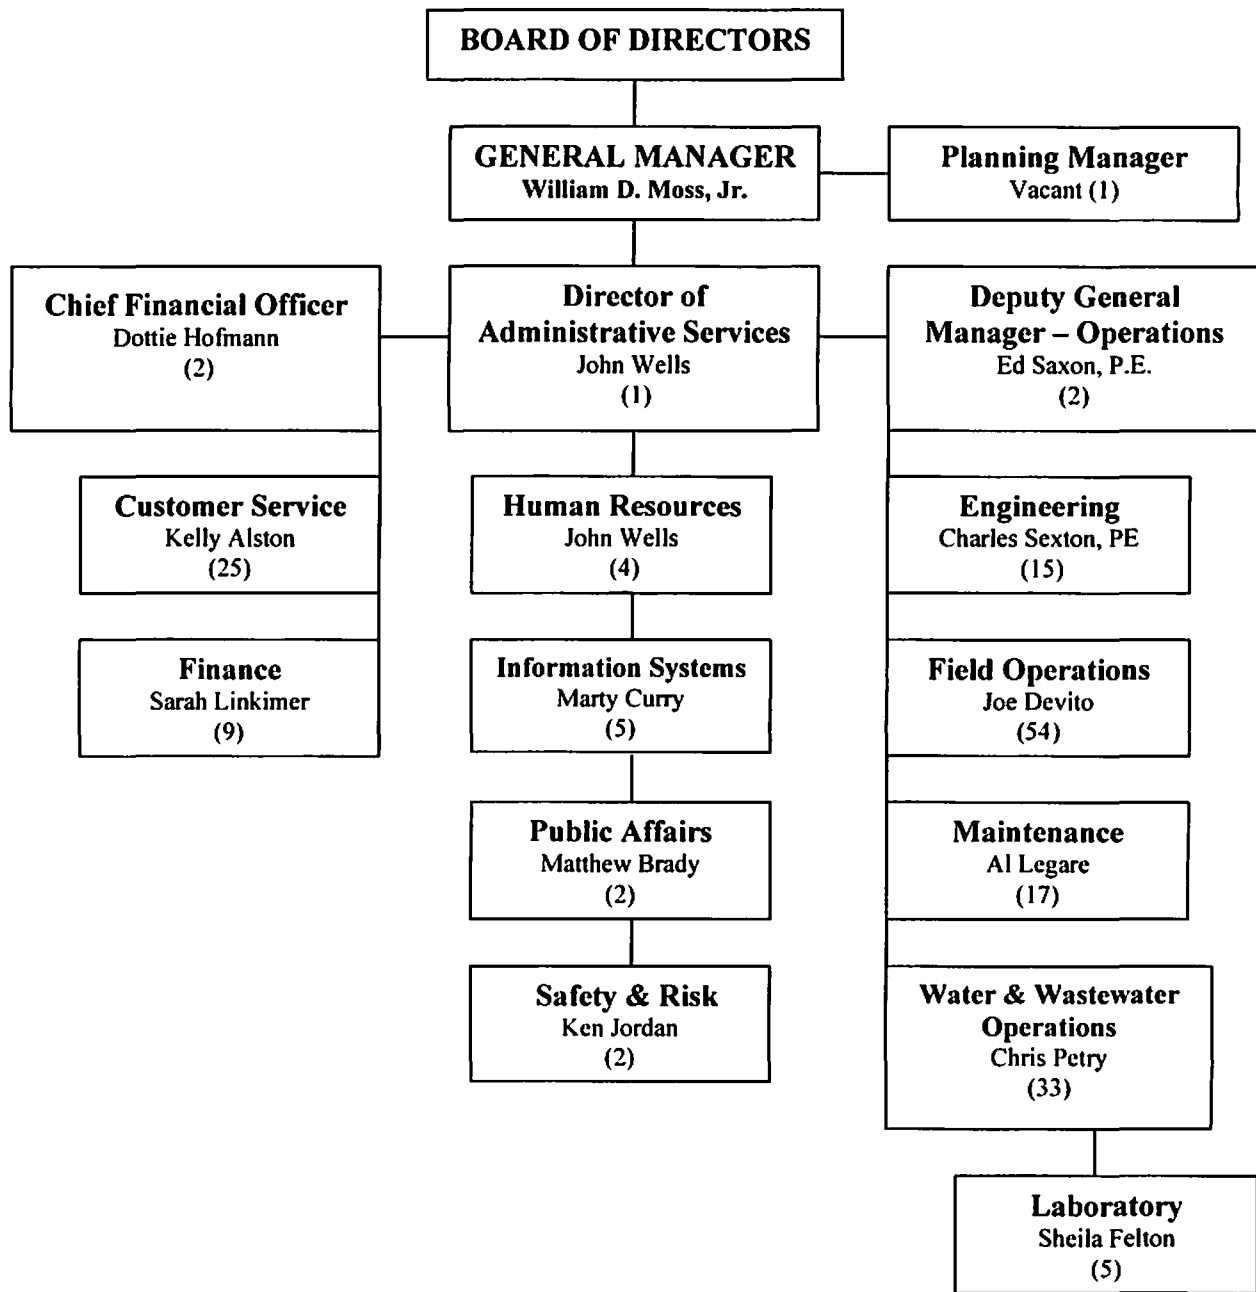 BOARD OF DIRECTORS
GENERAL MANAGER
William D. Moss, Jr.
Planning Manager
Vacant (1)
Chief Financial Officer
Dottie Hofmann
(2)
Director of
Administrative Services
John Wells
(1)
Deputy General
Manager – Operations
Ed Saxon, P.E.
(2)
Customer Service
Kelly Alston
(25)
Human Resources
John Wells
(4)
Engineering
Charles Sexton, PE
(15)
Finance
Sarah Linkimer
(9)
Information Systems
Marty Curry
(5)
Field Operations
Joe Devito
(54)
Public Affairs
Matthew Brady
(2)
Maintenance
Al Legare
(17)
Safety & Risk
Ken Jordan
(2)
Water & Wastewater
Operations
Chris Petry
(33)
Laboratory
Sheila Felton
(5)